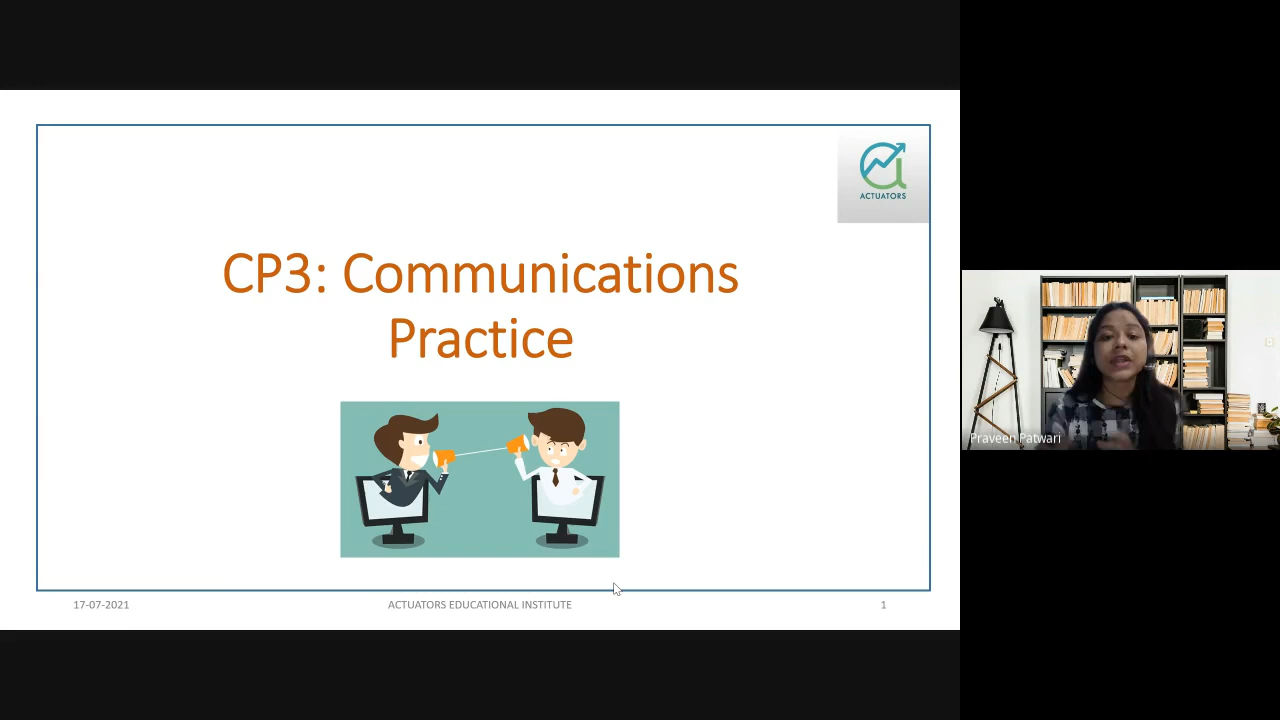 ACTUATORS
CP3: Communications
Practice
Praveen Patwari
17-07-2021
ACTUATORS EDUCATIONAL INSTITUTE
1